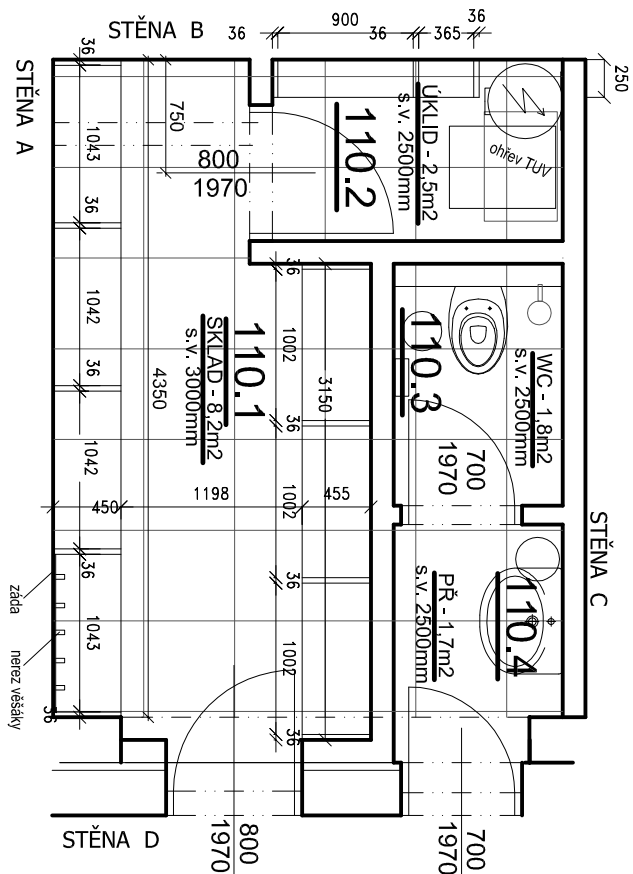 STĚNA B
36
36
900
36
365
36
250
STĚNA A
36
1043
36
1042
36
1042
36
1043
36
750
800
1970
110.2
ÚKLID - 2,5m2
s.v. 2500mm
ohřev TUV
110.1
SKLAD - 8,2m2
s.v. 3000mm
4350
36
1002
36
1002
36
1002
36
3150
450
1198
455
110.3
WC - 1,8m2
s.v. 2500mm
700
1970
STĚNA C
110.4
PŘ - 1,7m2
s.v. 2500mm
záda
nerez věšáky
STĚNA D
800
1970
700
1970